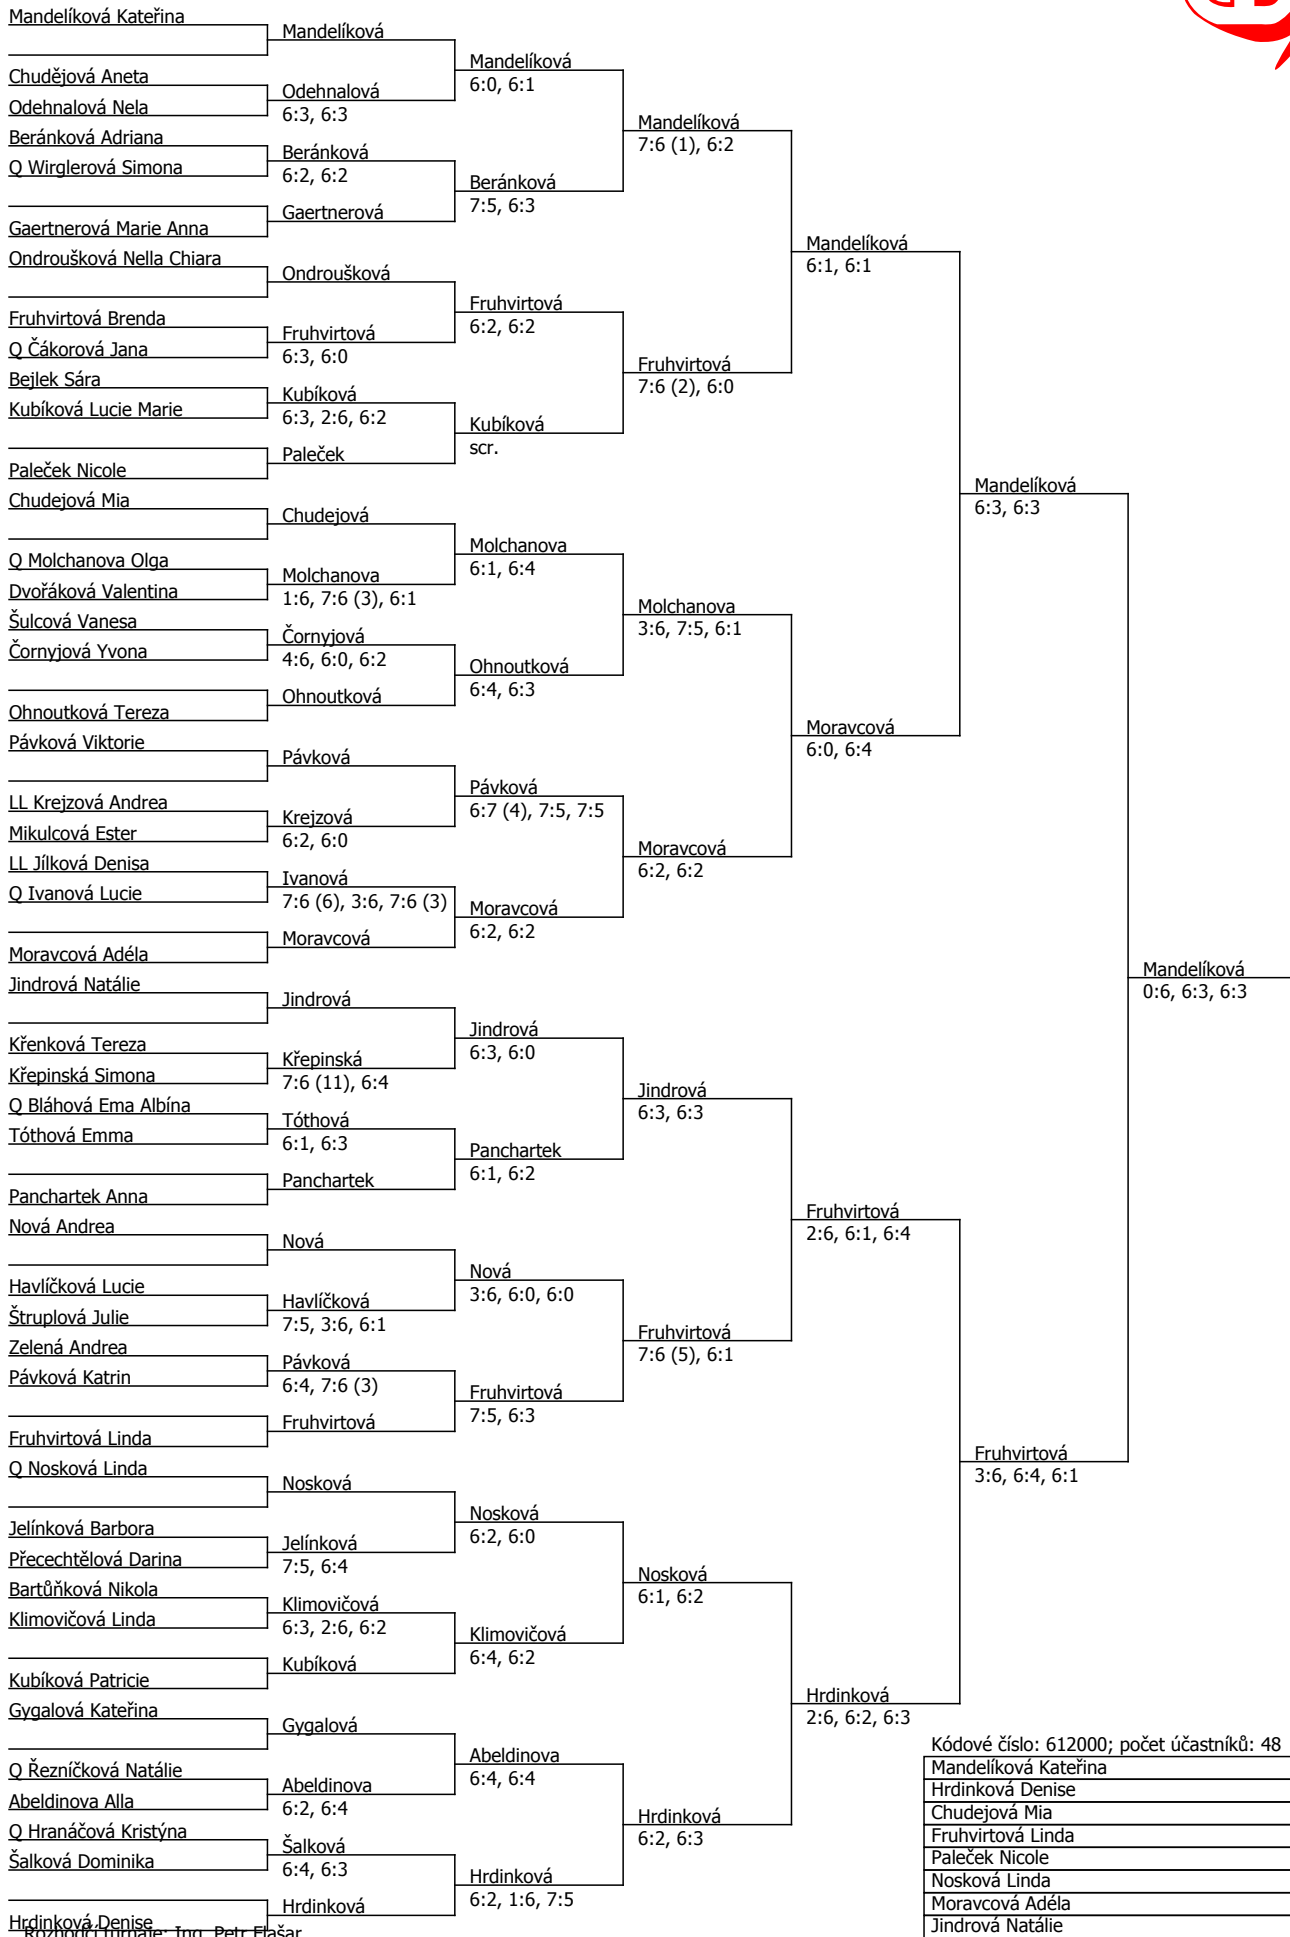 Mandelíková Kateřina
Chudějová Aneta
Odehnalová Nela
Beránková Adriana
Q Wirglerová Simona
Gaertnerová Marie Anna
Ondroušková Nella Chiara
Fruhvirtová Brenda
Q Čákorová Jana
Bejlek Sára
Kubíková Lucie Marie
Paleček Nicole
Chudejová Mia
Q Molchanova Olga
Dvořáková Valentina
Šulcová Vanesa
Čornyjová Yvona
Ohnoutková Tereza
Pávková Viktorie
LL Krejzová Andrea
Mikulcová Ester
LL Jílková Denisa
Q Ivanová Lucie
Moravcová Adéla
Jindrová Natálie
Křenková Tereza
Křepinská Simona
Q Bláhová Ema Albína
Tóthová Emma
Panchartek Anna
Nová Andrea
Havlíčková Lucie
Štruplová Julie
Zelená Andrea
Pávková Katrin
Fruhvirtová Linda
Q Nosková Linda
Jelínková Barbora
Přecechtělová Darina
Bartůňková Nikola
Klimovičová Linda
Kubíková Patricie
Gygalová Kateřina
Q Řezníčková Natálie
Abeldinova Alla
Q Hranáčová Kristýna
Šalková Dominika
Hrdinková Denise
Rozhodčí turnaje: Ing. Petr Flašar
Mandelíková
Odehnalová
6:3, 6:3
Beránková
6:2, 6:2
Gaertnerová
Ondroušková
Fruhvirtová
6:3, 6:0
Kubíková
6:3, 2:6, 6:2
Paleček
Chudejová
Molchanova
1:6, 7:6 (3), 6:1
Čornyjová
4:6, 6:0, 6:2
Ohnoutková
Pávková
Krejzová
6:2, 6:0
Ivanová
7:6 (6), 3:6, 7:6 (3)
Moravcová
Jindrová
Křepinská
7:6 (11), 6:4
Tóthová
6:1, 6:3
Panchartek
Nová
Havlíčková
7:5, 3:6, 6:1
Pávková
6:4, 7:6 (3)
Fruhvirtová
Nosková
Jelínková
7:5, 6:4
Klimovičová
6:3, 2:6, 6:2
Kubíková
Gygalová
Abeldinova
6:2, 6:4
Šalková
6:4, 6:3
Hrdinková
Mandelíková
6:0, 6:1
Beránková
7:5, 6:3
Fruhvirtová
6:2, 6:2
Kubíková
scr.
Molchanova
6:1, 6:4
Ohnoutková
6:4, 6:3
Pávková
6:7 (4), 7:5, 7:5
Moravcová
6:2, 6:2
Jindrová
6:3, 6:0
Panchartek
6:1, 6:2
Nová
3:6, 6:0, 6:0
Fruhvirtová
7:5, 6:3
Nosková
6:2, 6:0
Klimovičová
6:4, 6:2
Abeldinova
6:4, 6:4
Hrdinková
6:2, 1:6, 7:5
Mandelíková
7:6 (1), 6:2
Fruhvirtová
7:6 (2), 6:0
Molchanova
3:6, 7:5, 6:1
Moravcová
6:2, 6:2
Jindrová
6:3, 6:3
Fruhvirtová
7:6 (5), 6:1
Nosková
6:1, 6:2
Hrdinková
6:2, 6:3
Mandelíková
6:1, 6:1
Moravcová
6:0, 6:4
Fruhvirtová
2:6, 6:1, 6:4
Hrdinková
2:6, 6:2, 6:3
Mandelíková
6:3, 6:3
Fruhvirtová
3:6, 6:4, 6:1
Mandelíková
0:6, 6:3, 6:3
Kódové číslo: 612000; počet účastníků: 48
Mandelíková Kateřina
Hrdinková Denise
Chudejová Mia
Fruhvirtová Linda
Paleček Nicole
Nosková Linda
Moravcová Adéla
Jindrová Natálie